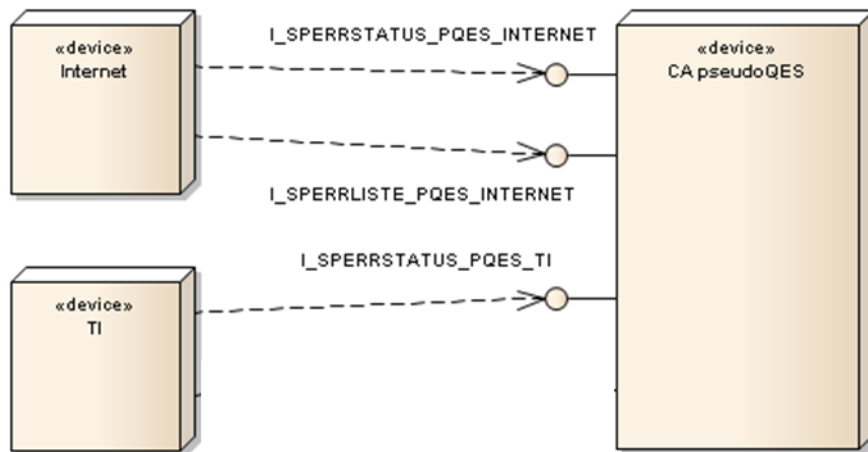 I_SPERRSTATUS_PQES_INTERNET
«device»
Internet
«device»
CA pseudoQES
I_SPERRLISTE_PQES_INTERNET
I_SPERRSTATUS_PQES_TI
«device»
TI